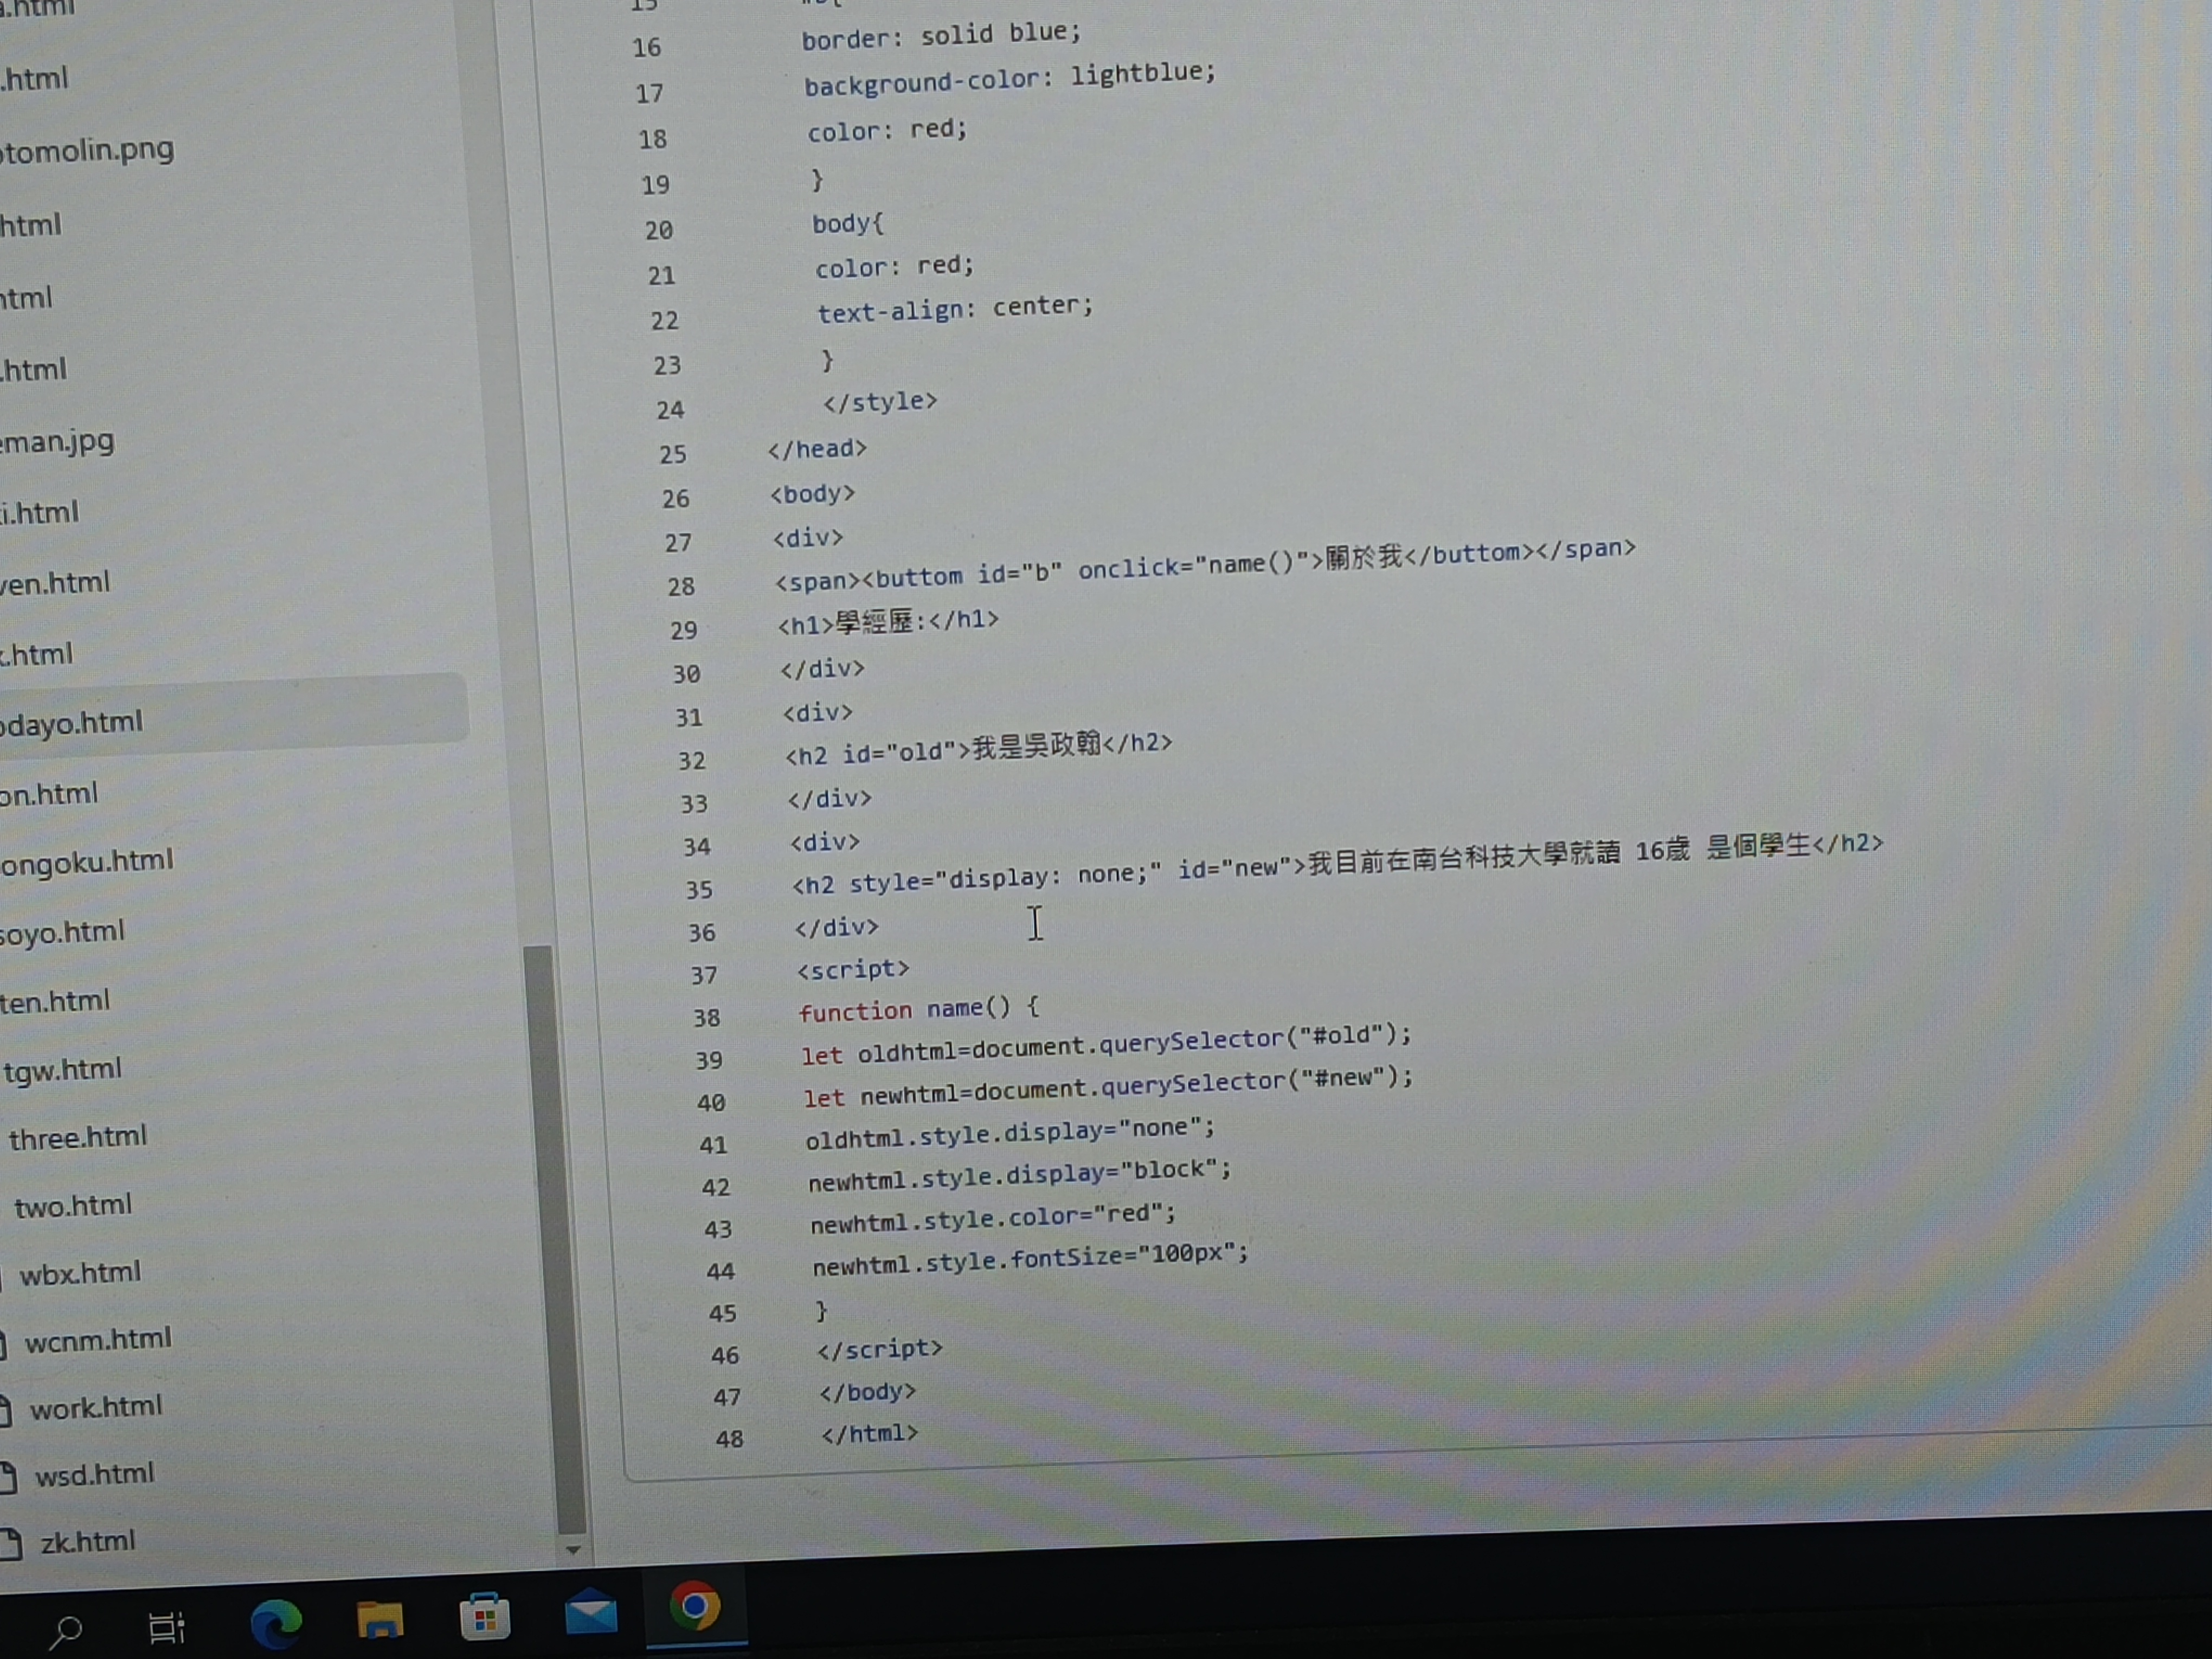 .html
otomolin.png
html
html
.html
eman.jpg
i.html
ven.html
.html
odayo.html
on.html
ongoku.html
soyo.html
ten.html
tgw.html
three.html
two.html
wbx.html
wcnm.html
work.html
wsd.html
zk.html
15
16 border: solid blue;
17 background-color: lightblue;
18 color: red;
19 }
20 body{
21 color: red;
22 text-align: center;
23 }
24 </style>
25 </head>
26 <body>
27 <div>
28 <span><buttom id="b" onclick="name()">關於我</buttom></span>
29 <h1>學經歷:</h1>
30 </div>
31 <div>
32 <h2 id="old">我是吳政翰</h2>
33 </div>
34 <div>
35 <h2 style="display: none;" id="new">我目前在南台科技大學就讀 16歲 是個學生</h2>
36 </div>
37 <script>
38 function name() {
39 let oldhtml=document.querySelector("#old");
40 let newhtml=document.querySelector("#new");
41 oldhtml.style.display="none";
42 newhtml.style.display="block";
43 newhtml.style.color="red";
44 newhtml.style.fontSize="100px";
45 }
46 </script>
47 </body>
48 </html>